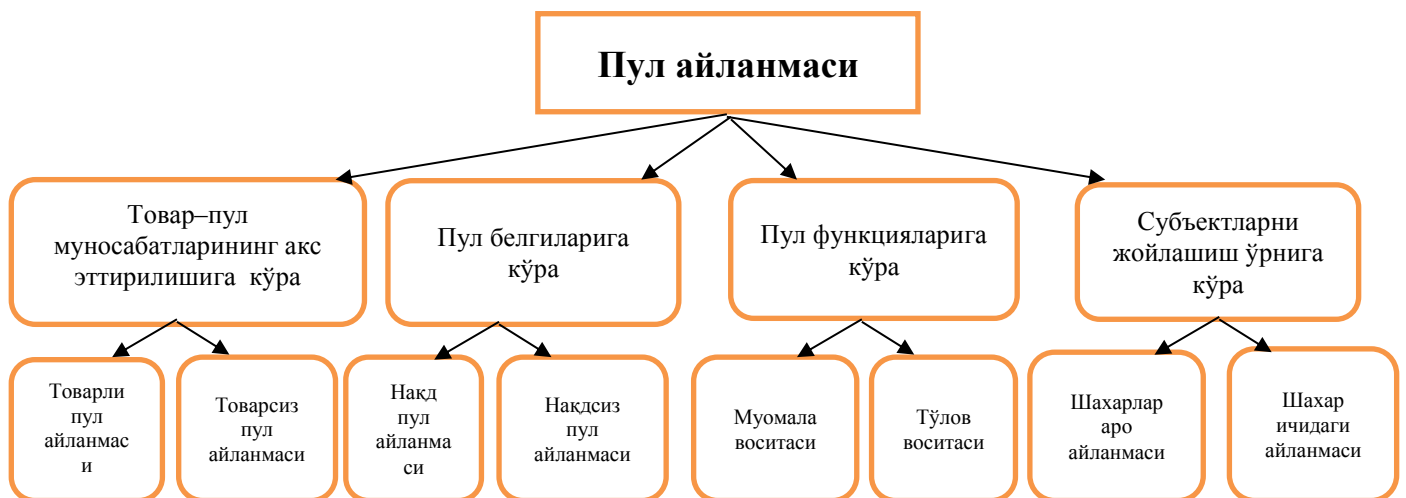 Пул айланмаси
Товар–пул
муносабатларининг акс
эттирилишига кўра
Пул белгиларига
кўра
Пул функцияларига
кўра
Субъектларни
жойлашиш ўрнига
кўра
Товарли
пул
айланмас
и
Товарсиз
пул
айланмаси
Нақд
пул
айланма
си
Нақдсиз
пул
айланмаси
Муомала
воситаси
Тўлов
воситаси
Шахарлар
аро
айланмаси
Шахар
ичидаги
айланмаси